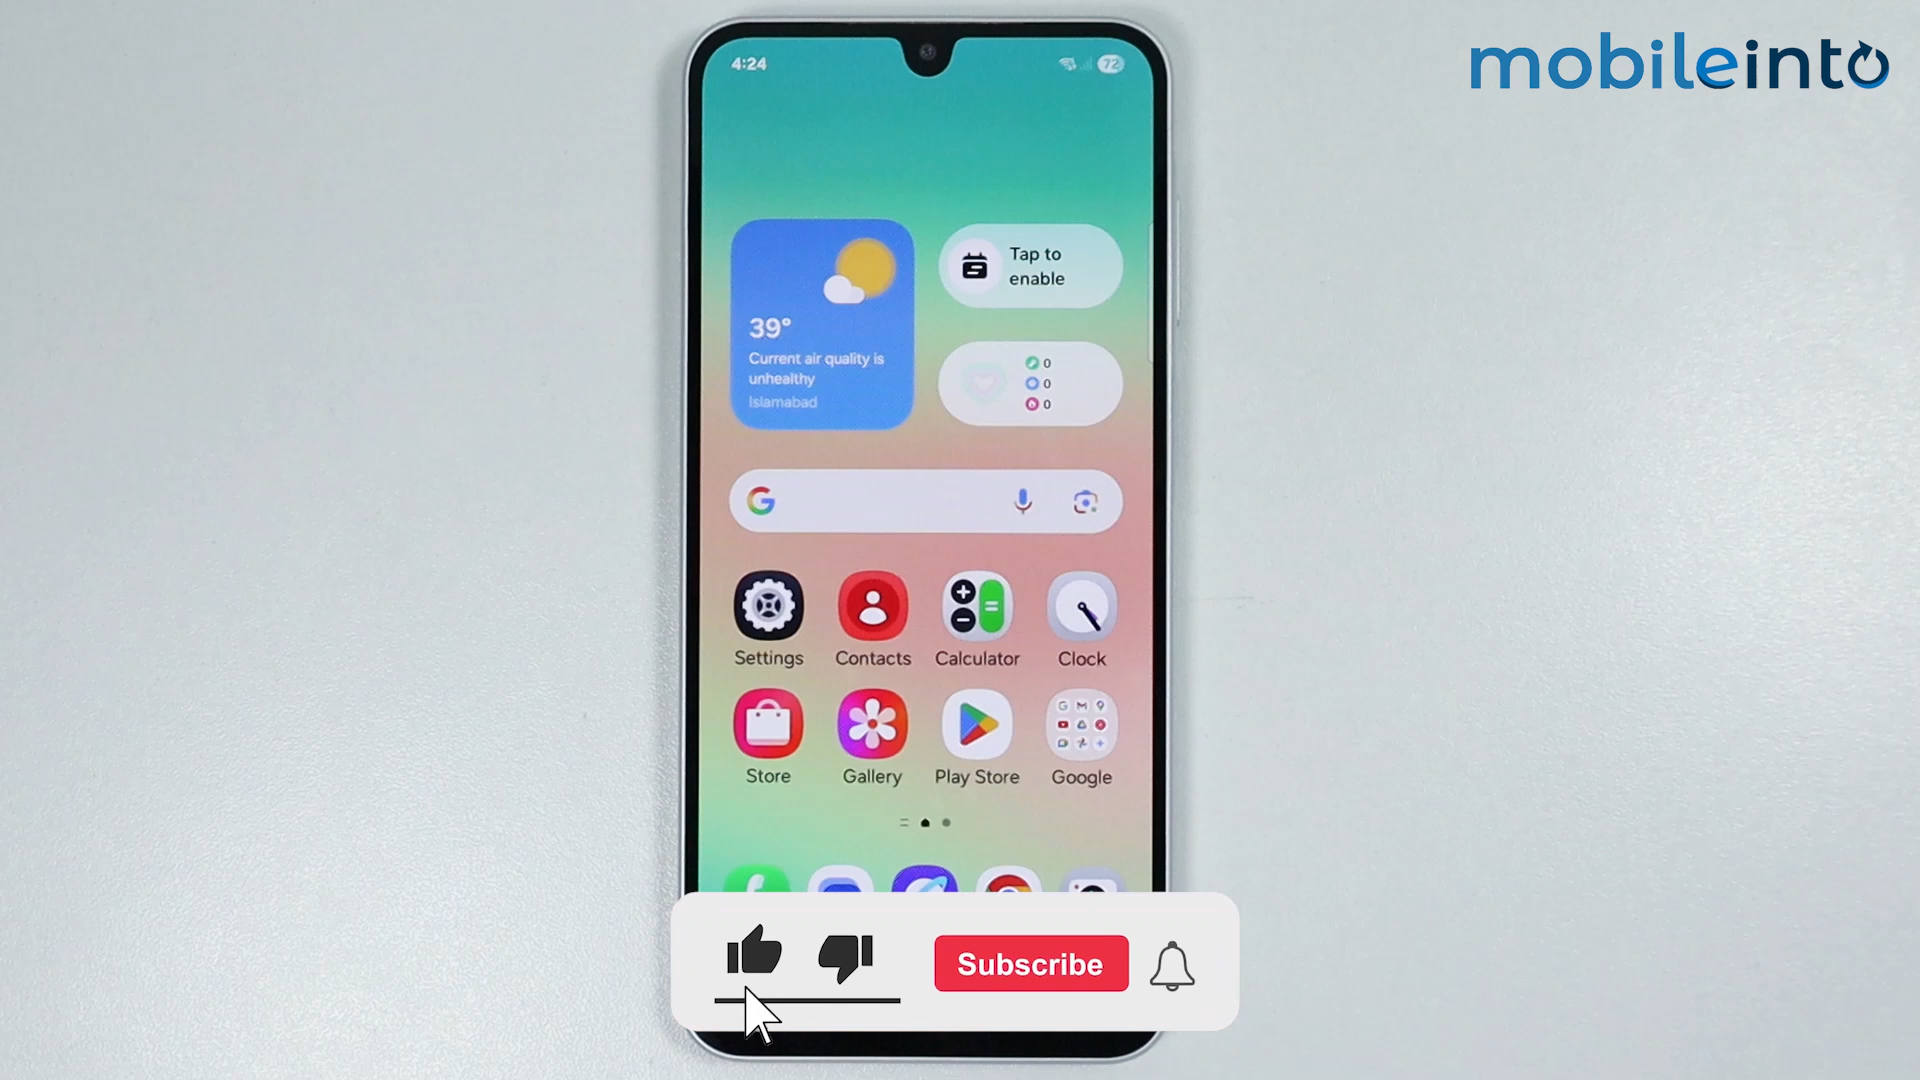 mobileinto
4:24
72
Tap to
enable
39°
Current air quality is
unhealthy
Islamabad
0
0
0
Settings
Contacts
Calculator
Clock
Store
Gallery
Play Store
Google
Subscribe